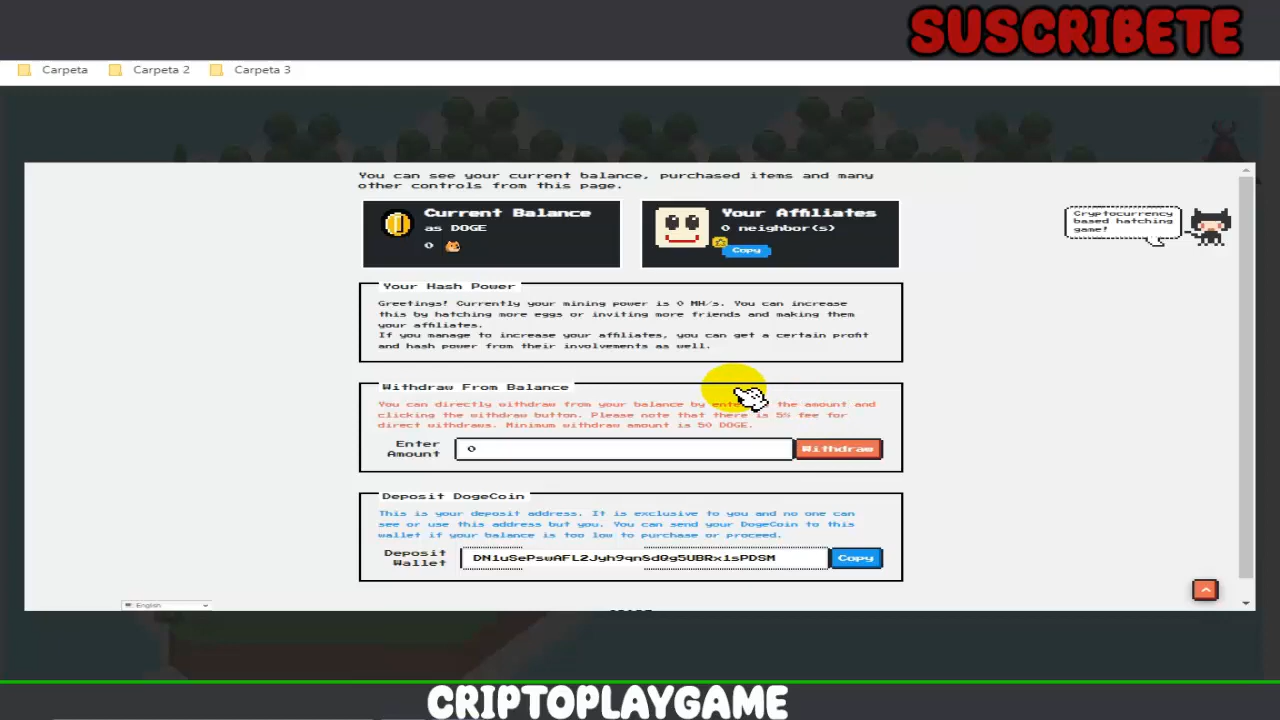 SUSCRIBETE
Carpeta Carpeta 2 Carpeta 3
You can see your current balance, purchased items and many
other controls from this page.
Current Balance
as DOGE
0
Your Affiliates
0 neighbor(s)
Copy
Cryptocurrency
based hatching
game!
Your Hash Power
Greetings! Currently your mining power is 0 MH/s. You can increase
this by hatching more eggs or inviting more friends and making them
your affiliates.
If you manage to increase your affiliates, you can get a certain profit
and hash power from their involvements as well.
Withdraw From Balance
You can directly withdraw from your balance by the amount and
clicking the withdraw button. Please note that there is 5% fee for
direct withdraws. Minimum withdraw amount is 50 DOGE.
Enter
Amount
0
Withdraw
Deposit DogeCoin
This is your deposit address. It is exclusive to you and no one can
see or use this address but you. You can send your DogeCoin to this
wallet if your balance is too low to purchase or proceed.
Deposit
Wallet
Copy
English
CRIPTOPLAYGAME